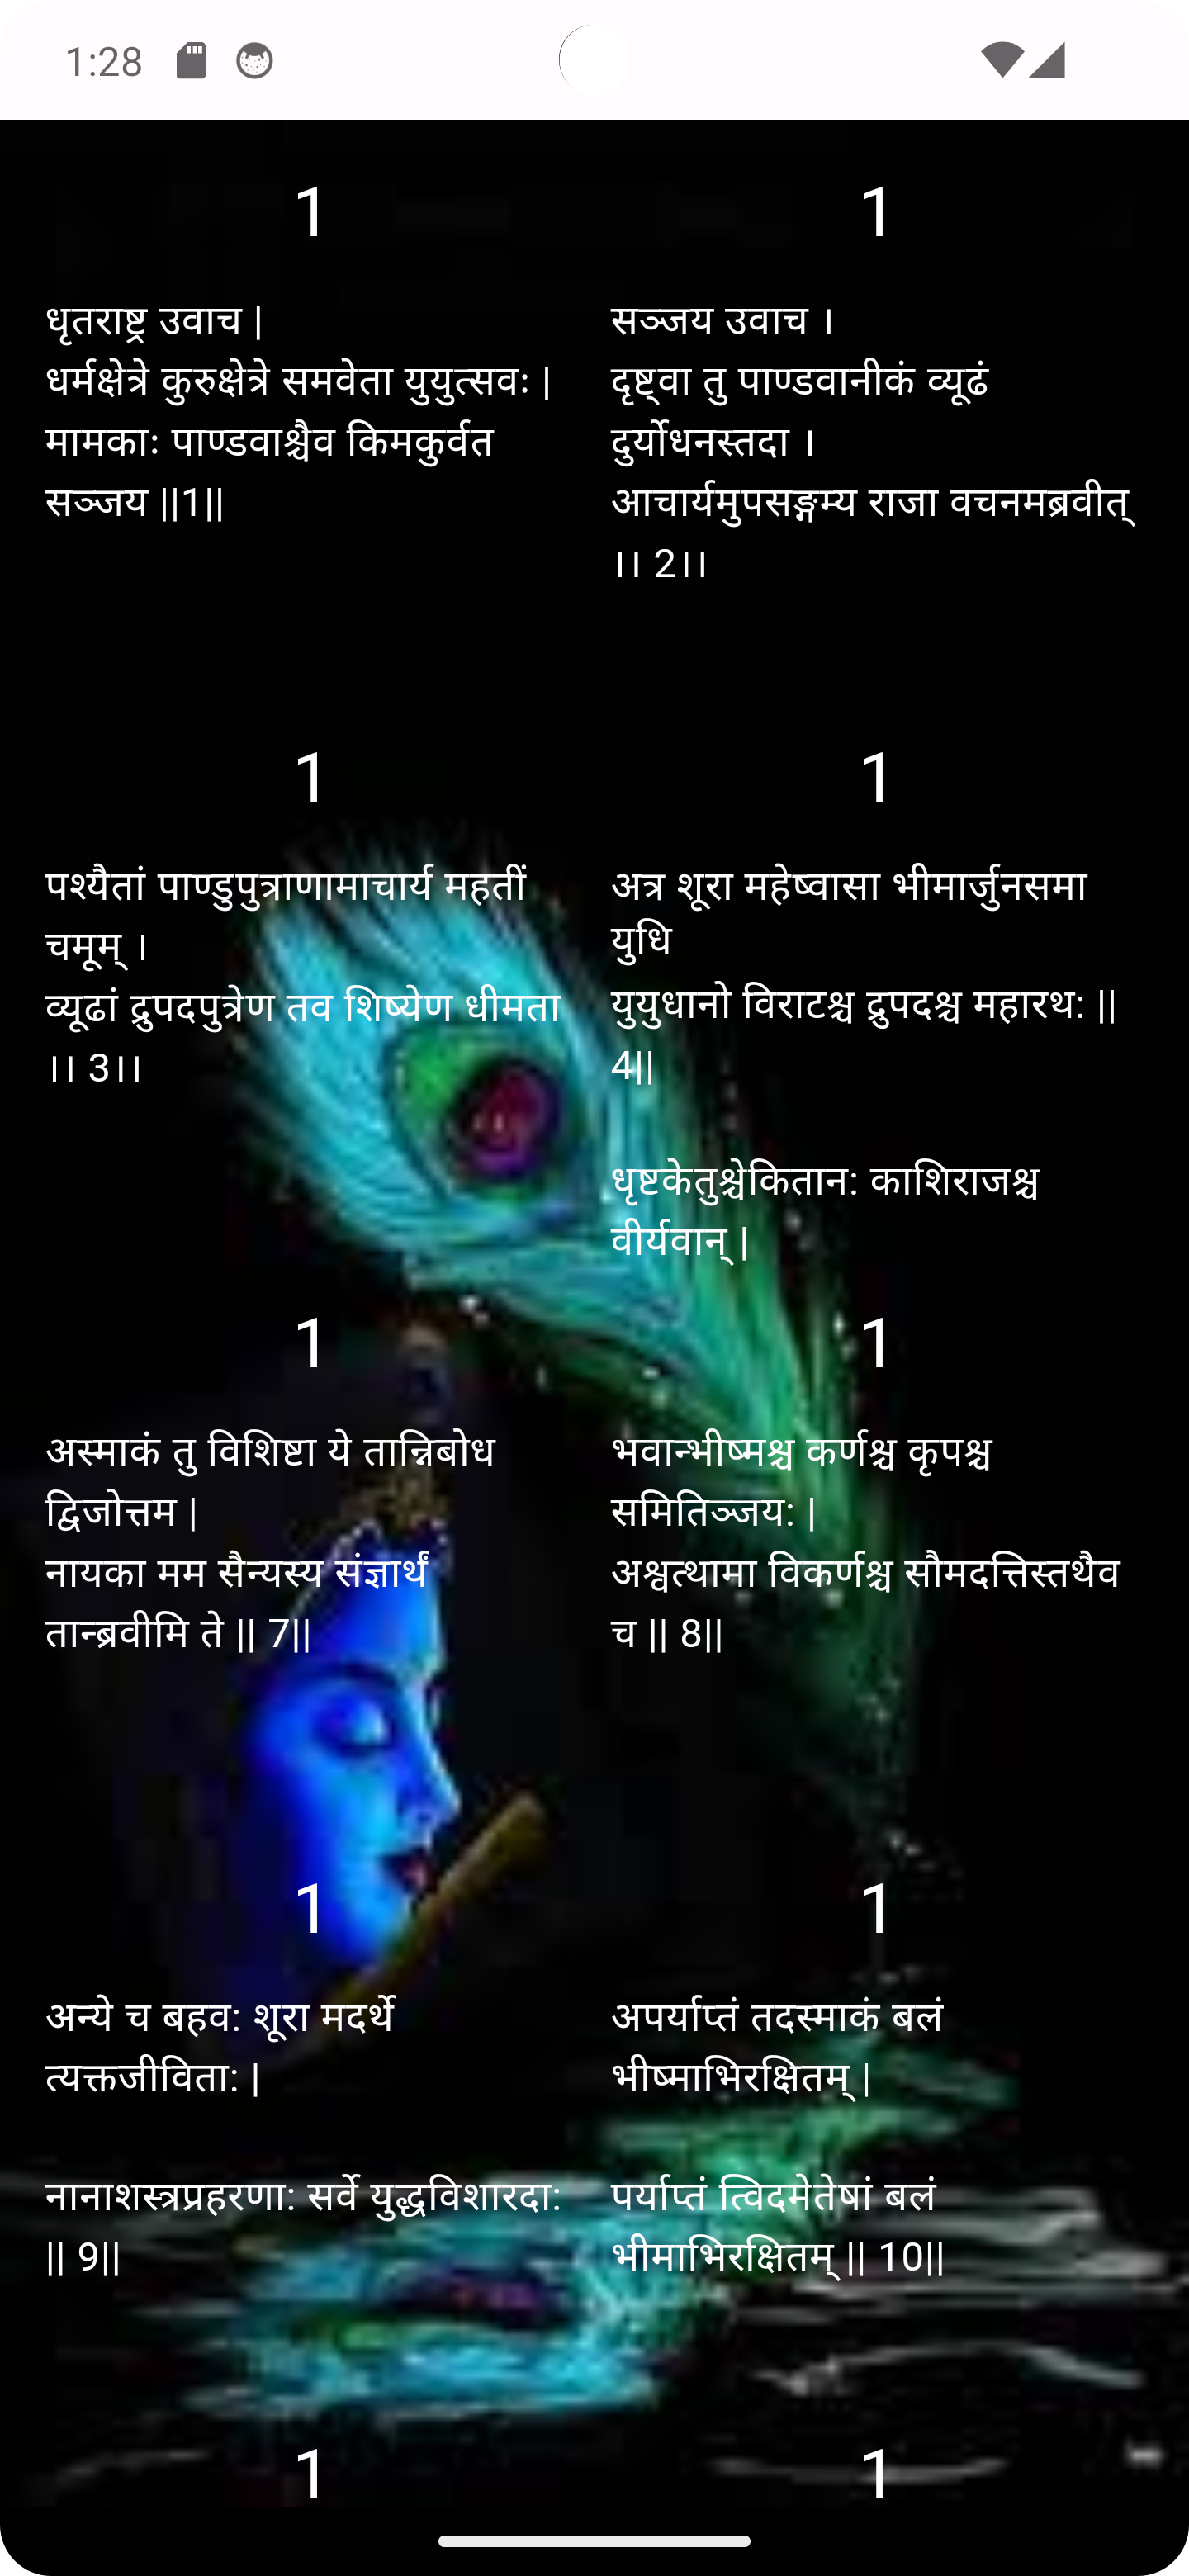 1:28
1
धृतराष्ट्र उवाच |
धर्मक्षेत्रे कुरुक्षेत्रे समवेता युयुत्सवः |
मामकाः पाण्डवाश्चैव किमकुर्वत
सञ्जय ||1||
1
सञ्जय उवाच ।
दृष्ट्वा तु पाण्डवानीकं व्यूढं
दुर्योधनस्तदा ।
आचार्यमुपसङ्गम्य राजा वचनमब्रवीत्
।। 2।।
1
पश्यैतां पाण्डुपुत्राणामाचार्य महतीं
चमूम् ।
व्यूढां द्रुपदपुत्रेण तव शिष्येण धीमता
।। 3।।
1
अत्र शूरा महेष्वासा भीमार्जुनसमा
युधि
युयुधानो विराटश्च द्रुपदश्च महारथ: ||
4||
धृष्टकेतुश्चेकितान: काशिराजश्च
वीर्यवान् |
1
अस्माकं तु विशिष्टा ये तान्निबोध
द्विजोत्तम |
नायका मम सैन्यस्य संज्ञार्थं
तान्ब्रवीमि ते || 7||
1
भवान्भीष्मश्च कर्णश्च कृपश्च
समितिञ्जय: |
अश्वत्थामा विकर्णश्च सौमदत्तिस्तथैव
च || 8||
1
अन्ये च बहव: शूरा मदर्थे
त्यक्तजीविता: |
नानाशस्त्रप्रहरणा: सर्वे युद्धविशारदा:
|| 9||
1
अपर्याप्तं तदस्माकं बलं
भीष्माभिरक्षितम् |
पर्याप्तं त्विदमेतेषां बलं
भीमाभिरक्षितम् || 10||
1
1